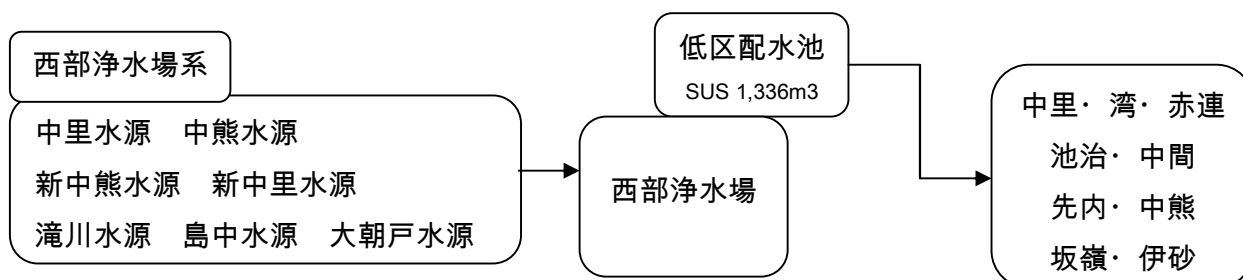 西部浄水場系
中里水源　中熊水源
新中熊水源　新中里水源
滝川水源　島中水源　大朝戸水源
低区配水池
SUS 1,336m3
西部浄水場
中里・湾・赤連
池治・中間
先内・中熊
坂嶺・伊砂